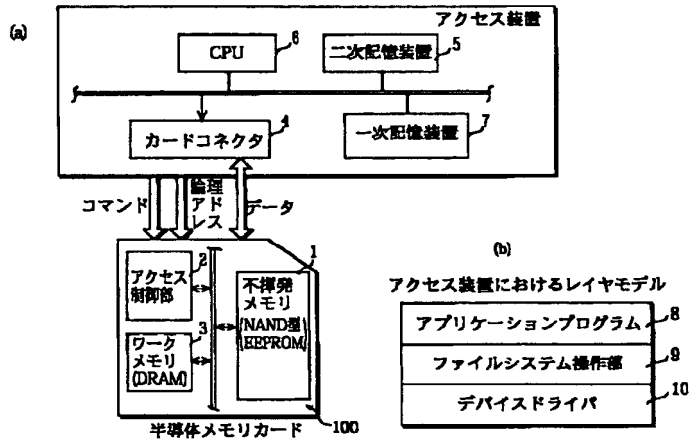 (a)
アクセス装置
CPU
6
二次記憶装置
5
カードコネクタ
4
一次記憶装置
7
コマンド
論理
アド
レス
データ
アクセス
制御部
2
ワーク
メモリ
(DRAM)
3
不揮発
メモリ
(NAND型
EEPROM)
1
100
半導体メモリカード
(b)
アクセス装置におけるレイヤモデル
アプリケーションプログラム
8
ファイルシステム操作部
9
デバイスドライバ
10